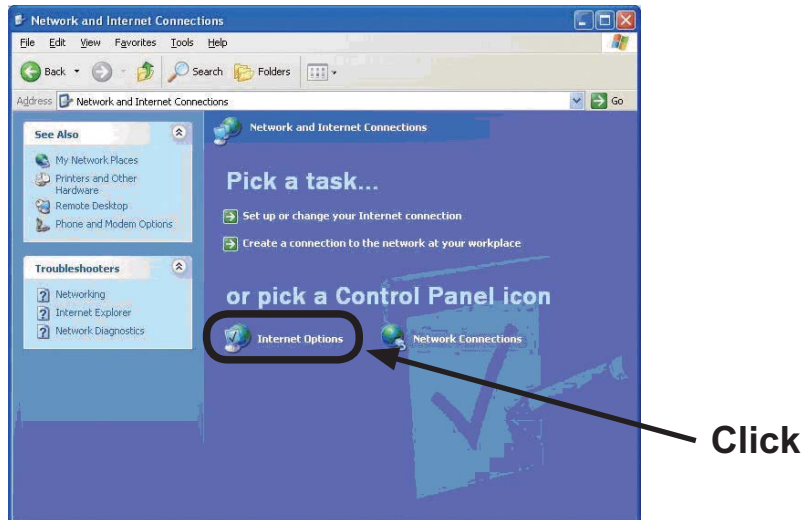 Network and Internet Connections
File Edit View Favorites Tools Help
Back Search Folders
Address Network and Internet Connections Go
See Also
My Network Places
Printers and Other
Hardware
Remote Desktop
Phone and Modem Options
Troubleshooters
Networking
Internet Explorer
Network Diagnostics
Network and Internet Connections
Pick a task...
Set up or change your Internet connection
Create a connection to the network at your workplace
or pick a Control Panel icon
Internet Options Network Connections
Click